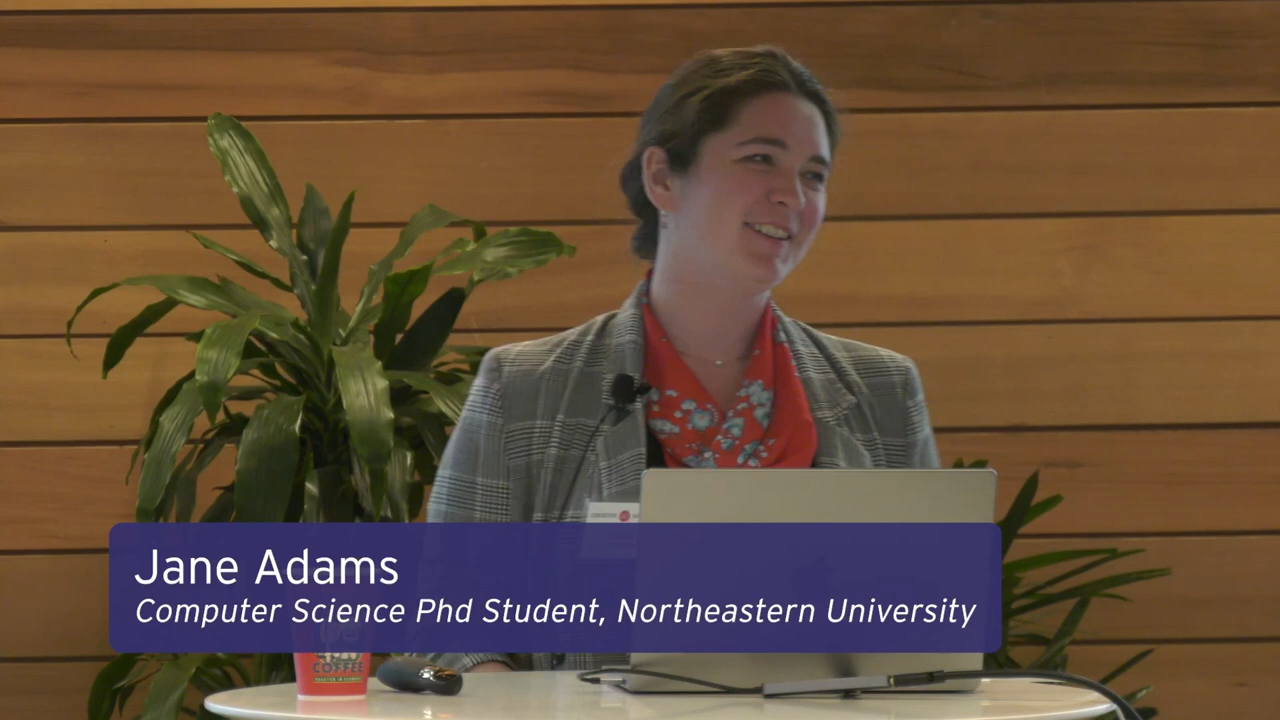 Jane Adams
Computer Science Phd Student, Northeastern University
COFFEE